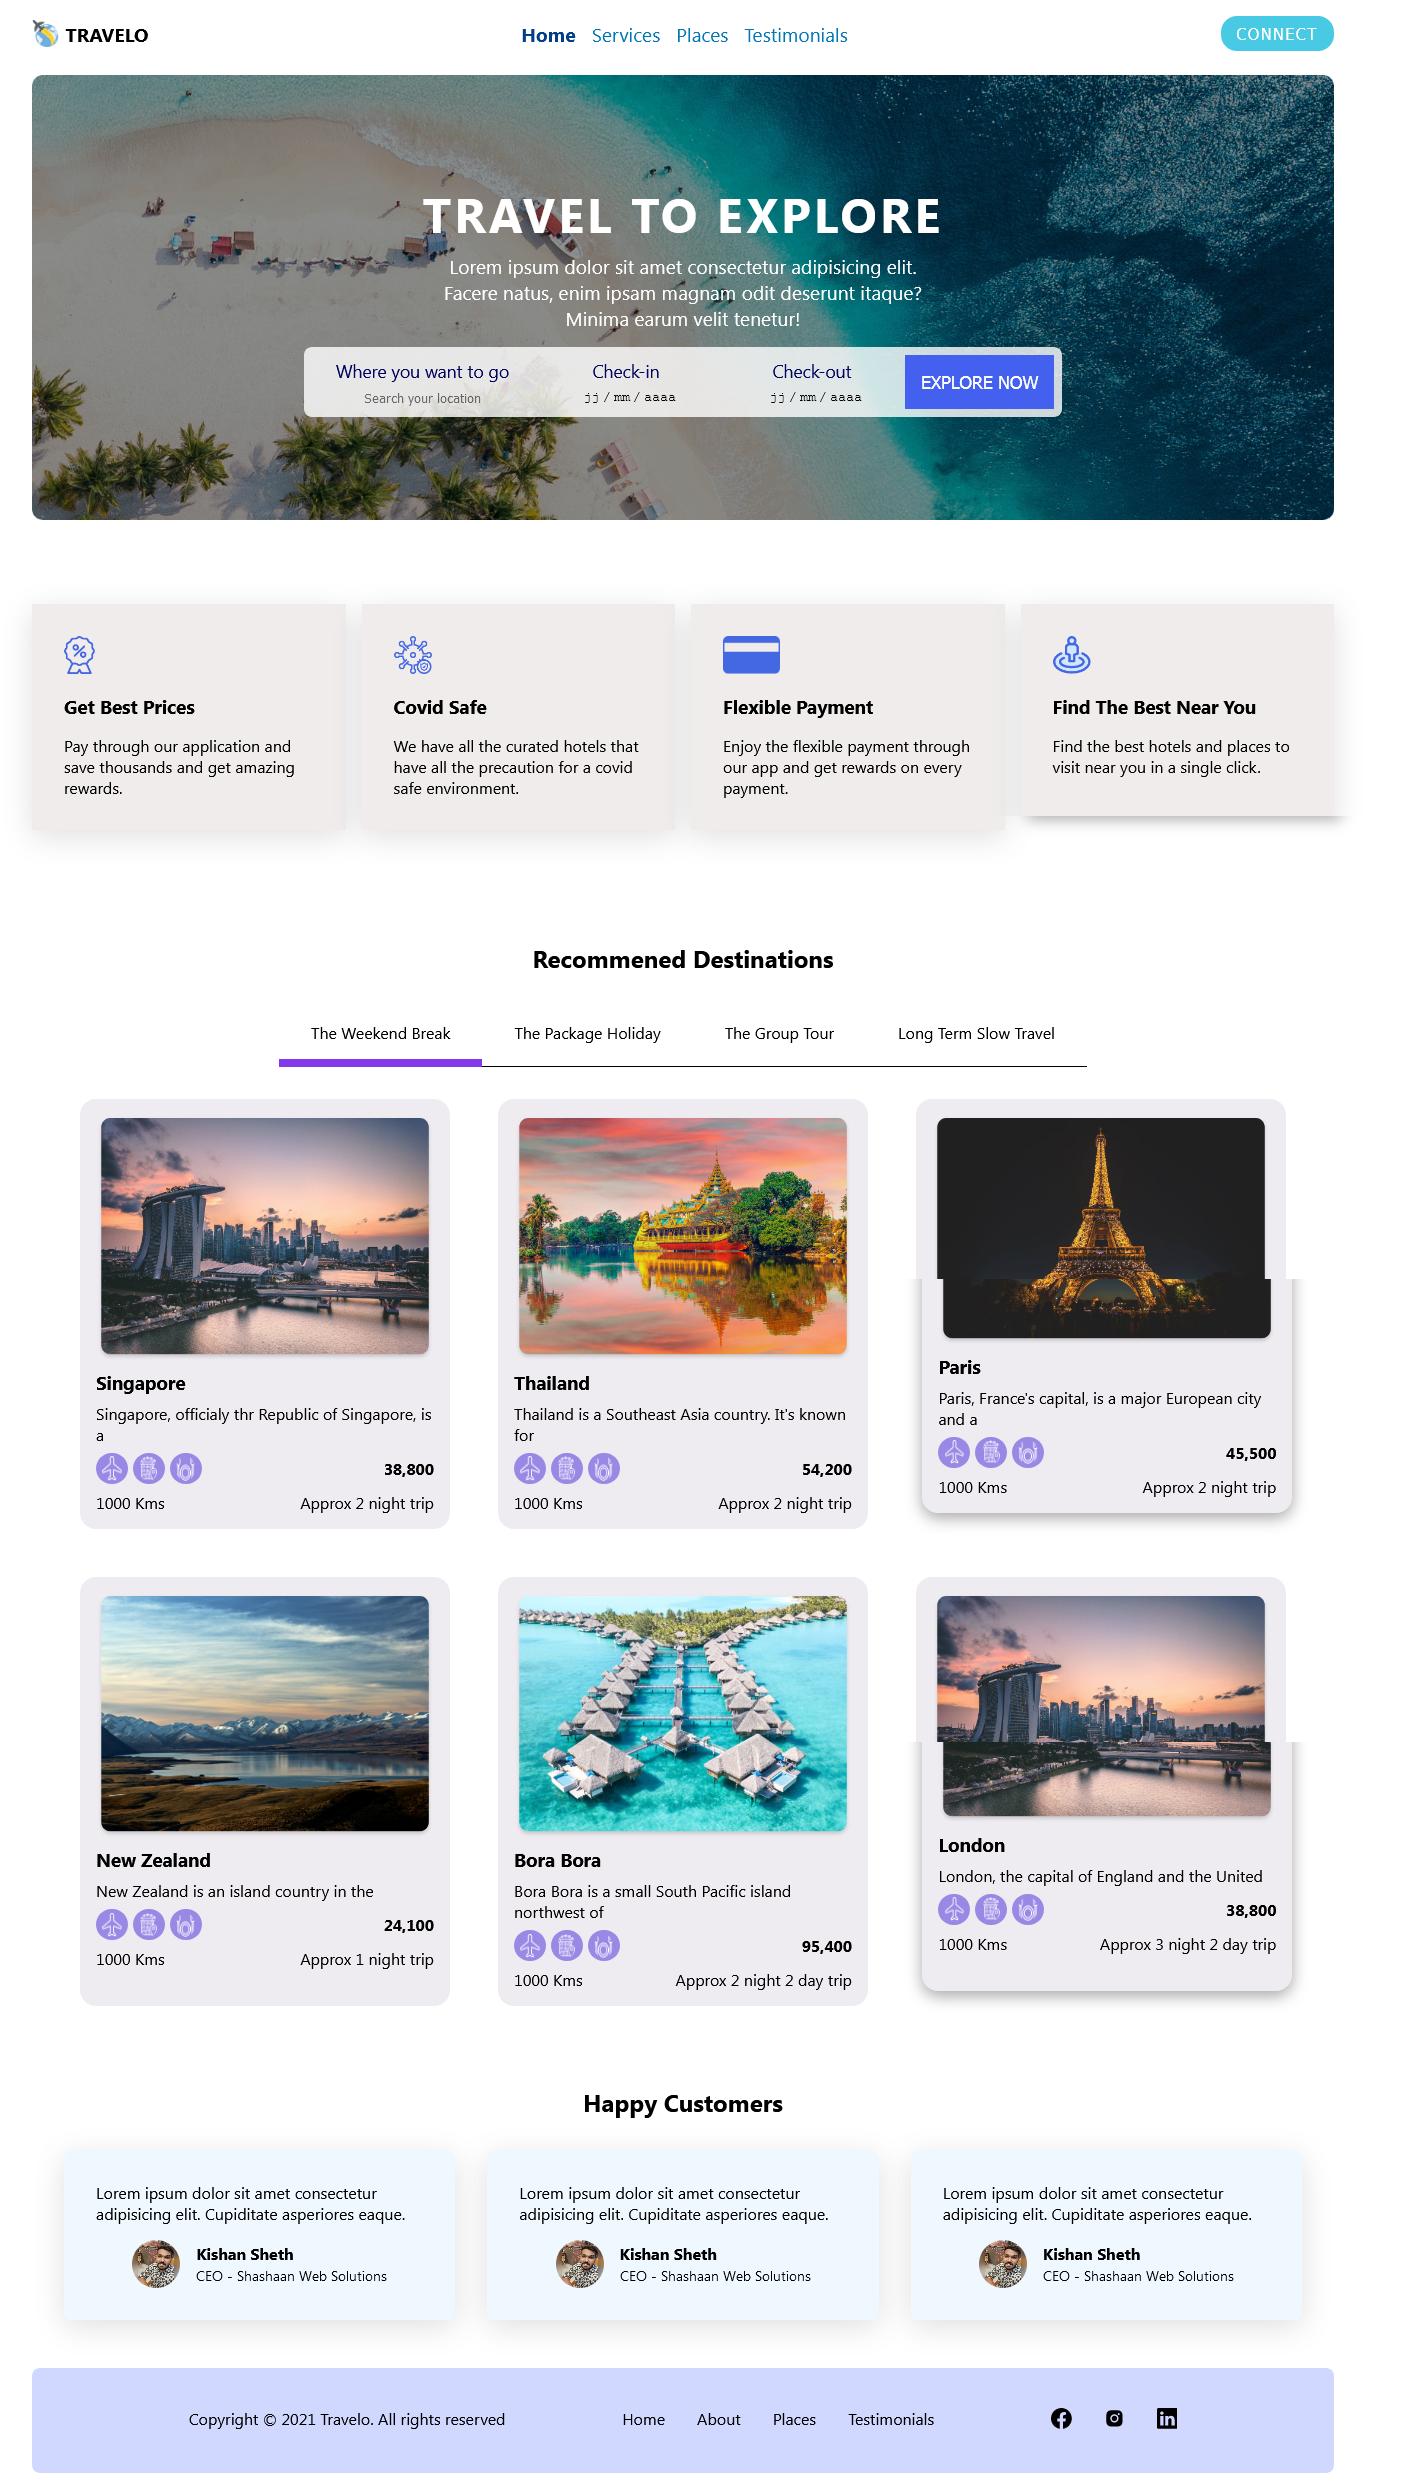 TRAVELO
Home Services Places Testimonials
CONNECT
TRAVEL TO EXPLORE
Lorem ipsum dolor sit amet consectetur adipisicing elit.
Facere natus, enim ipsam magnam odit deserunt itaque?
Minima earum velit tenetur!
Where you want to go Check-in Check-out EXPLORE NOW
Search your location jj / mm / aaaa jj / mm / aaaa
Get Best Prices
Pay through our application and
save thousands and get amazing
rewards.
Covid Safe
We have all the curated hotels that
have all the precaution for a covid
safe environment.
Flexible Payment
Enjoy the flexible payment through
our app and get rewards on every
payment.
Find The Best Near You
Find the best hotels and places to
visit near you in a single click.
Recommened Destinations
The Weekend Break The Package Holiday The Group Tour Long Term Slow Travel
Singapore
Singapore, officialy thr Republic of Singapore, is
a
38,800
1000 Kms Approx 2 night trip
Thailand
Thailand is a Southeast Asia country. It's known
for
54,200
1000 Kms Approx 2 night trip
Paris
Paris, France's capital, is a major European city
and a
45,500
1000 Kms Approx 2 night trip
New Zealand
New Zealand is an island country in the
24,100
1000 Kms Approx 1 night trip
Bora Bora
Bora Bora is a small South Pacific island
northwest of
95,400
1000 Kms Approx 2 night 2 day trip
London
London, the capital of England and the United
38,800
1000 Kms Approx 3 night 2 day trip
Happy Customers
Lorem ipsum dolor sit amet consectetur
adipisicing elit. Cupiditate asperiores eaque.
Kishan Sheth
CEO - Shashaan Web Solutions
Lorem ipsum dolor sit amet consectetur
adipisicing elit. Cupiditate asperiores eaque.
Kishan Sheth
CEO - Shashaan Web Solutions
Lorem ipsum dolor sit amet consectetur
adipisicing elit. Cupiditate asperiores eaque.
Kishan Sheth
CEO - Shashaan Web Solutions
Copyright © 2021 Travelo. All rights reserved Home About Places Testimonials